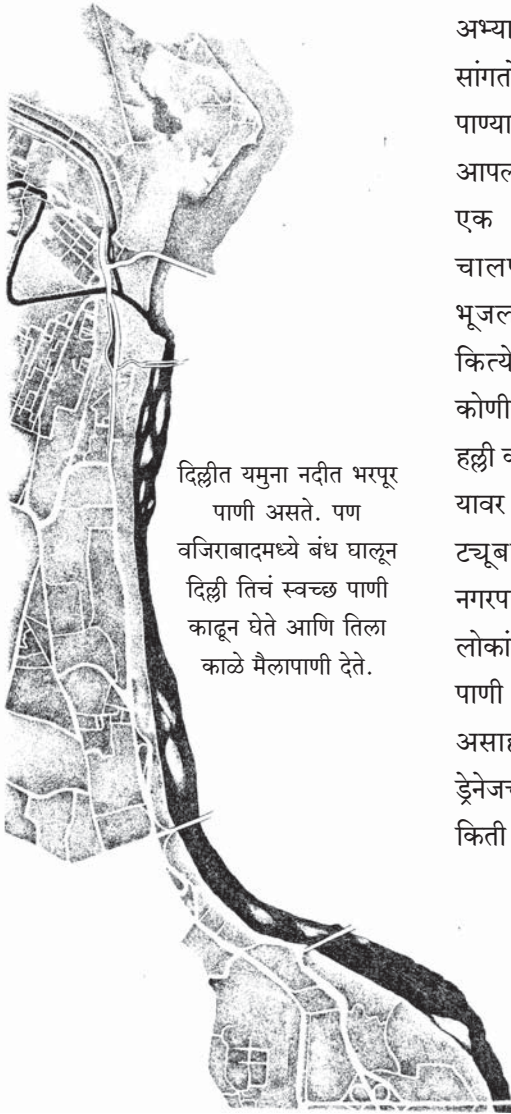 दिल्लीत यमुना नदीत भरपूर
पाणी असते. पण
वजिराबादमध्ये बंध घालून
दिल्ली तिचं स्वच्छ पाणी
काढून घेते आणि तिला
काळे मैलापाणी देते.
अभ्या
सांगतो
पाण्या
आपल
एक
चालण
भूजल
कित्ये
कोणी
हल्ली
यावर
ट्यूब
नगरप
लोकां
पाणी
असाह
ड्रेनेजच
किती